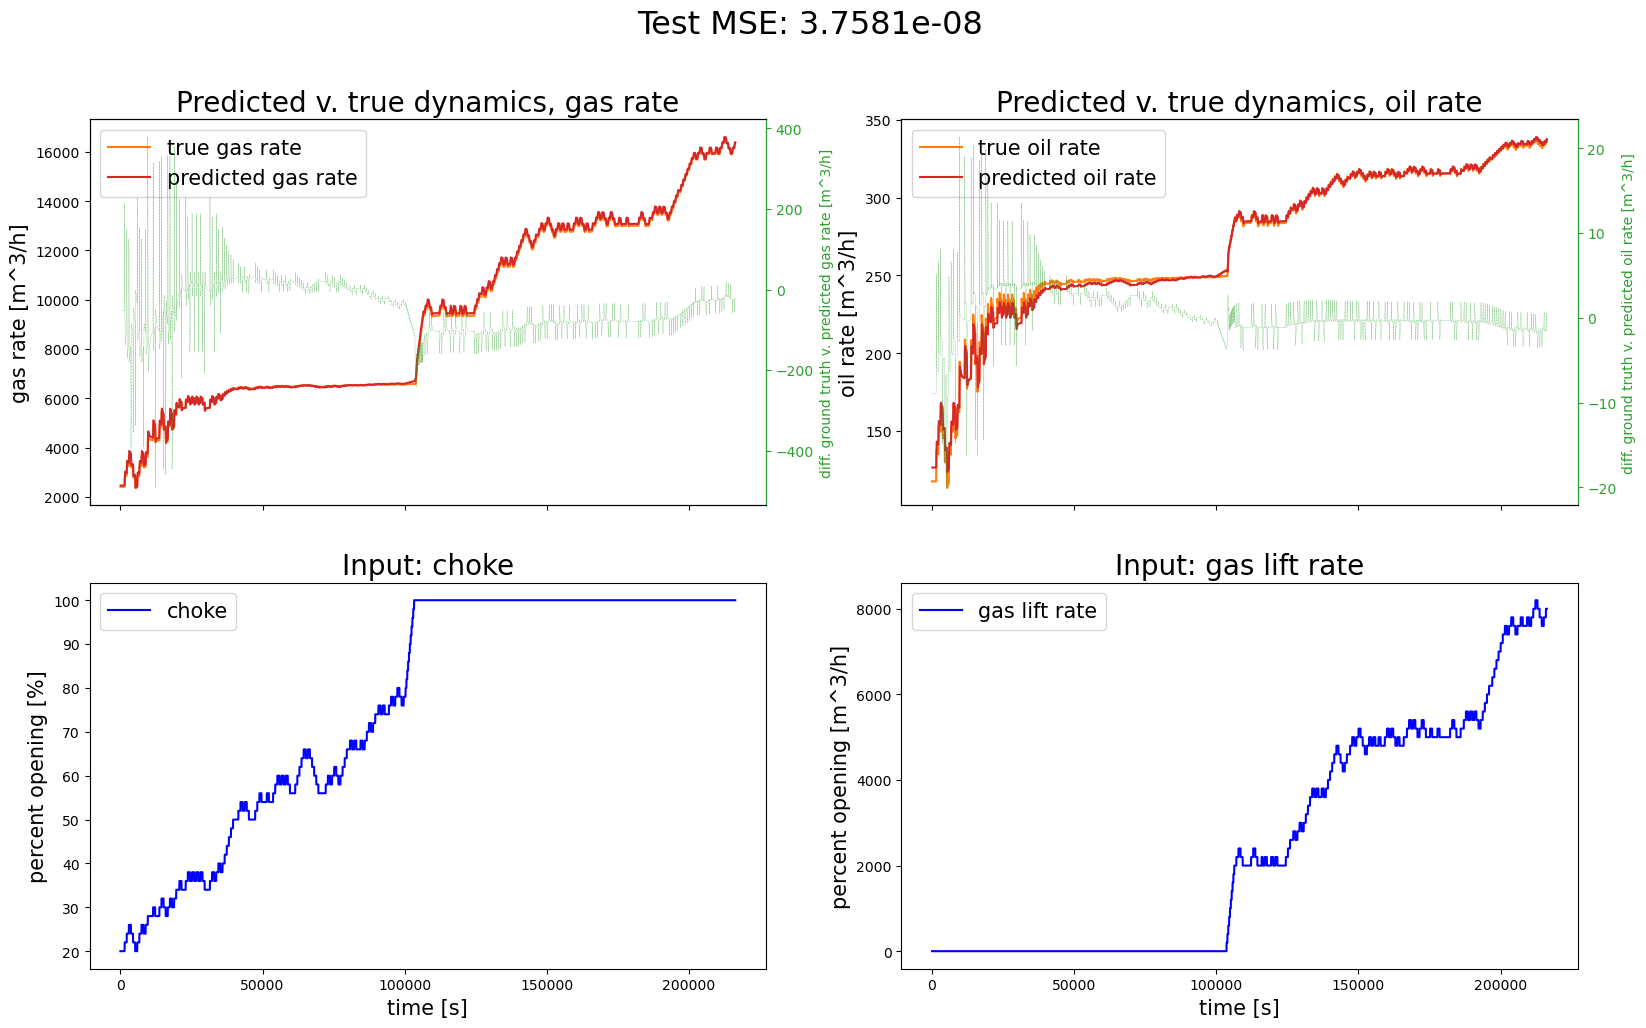 Test MSE: 3.7581e-08
Predicted v. true dynamics, gas rate
true gas rate
predicted gas rate
gas rate [m^3/h]
16000
14000
12000
10000
8000
6000
4000
2000
400
200
0
−200
−400
diff. ground truth v. predicted gas rate [m^3/h]
Predicted v. true dynamics, oil rate
true oil rate
predicted oil rate
oil rate [m^3/h]
350
300
250
200
150
20
10
0
−10
−20
diff. ground truth v. predicted oil rate [m^3/h]
Input: choke
choke
percent opening [%]
100
90
80
70
60
50
40
30
20
0 50000 100000 150000 200000
time [s]
Input: gas lift rate
gas lift rate
percent opening [m^3/h]
8000
6000
4000
2000
0
0 50000 100000 150000 200000
time [s]